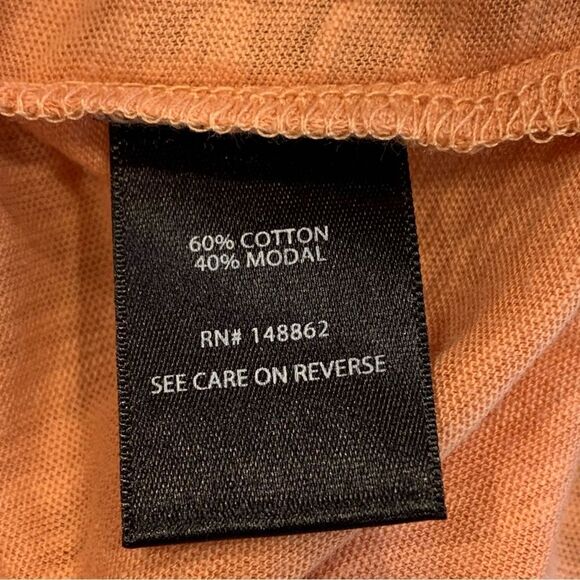 60% COTTON
40% MODAL
RN# 148862
SEE CARE ON REVERSE